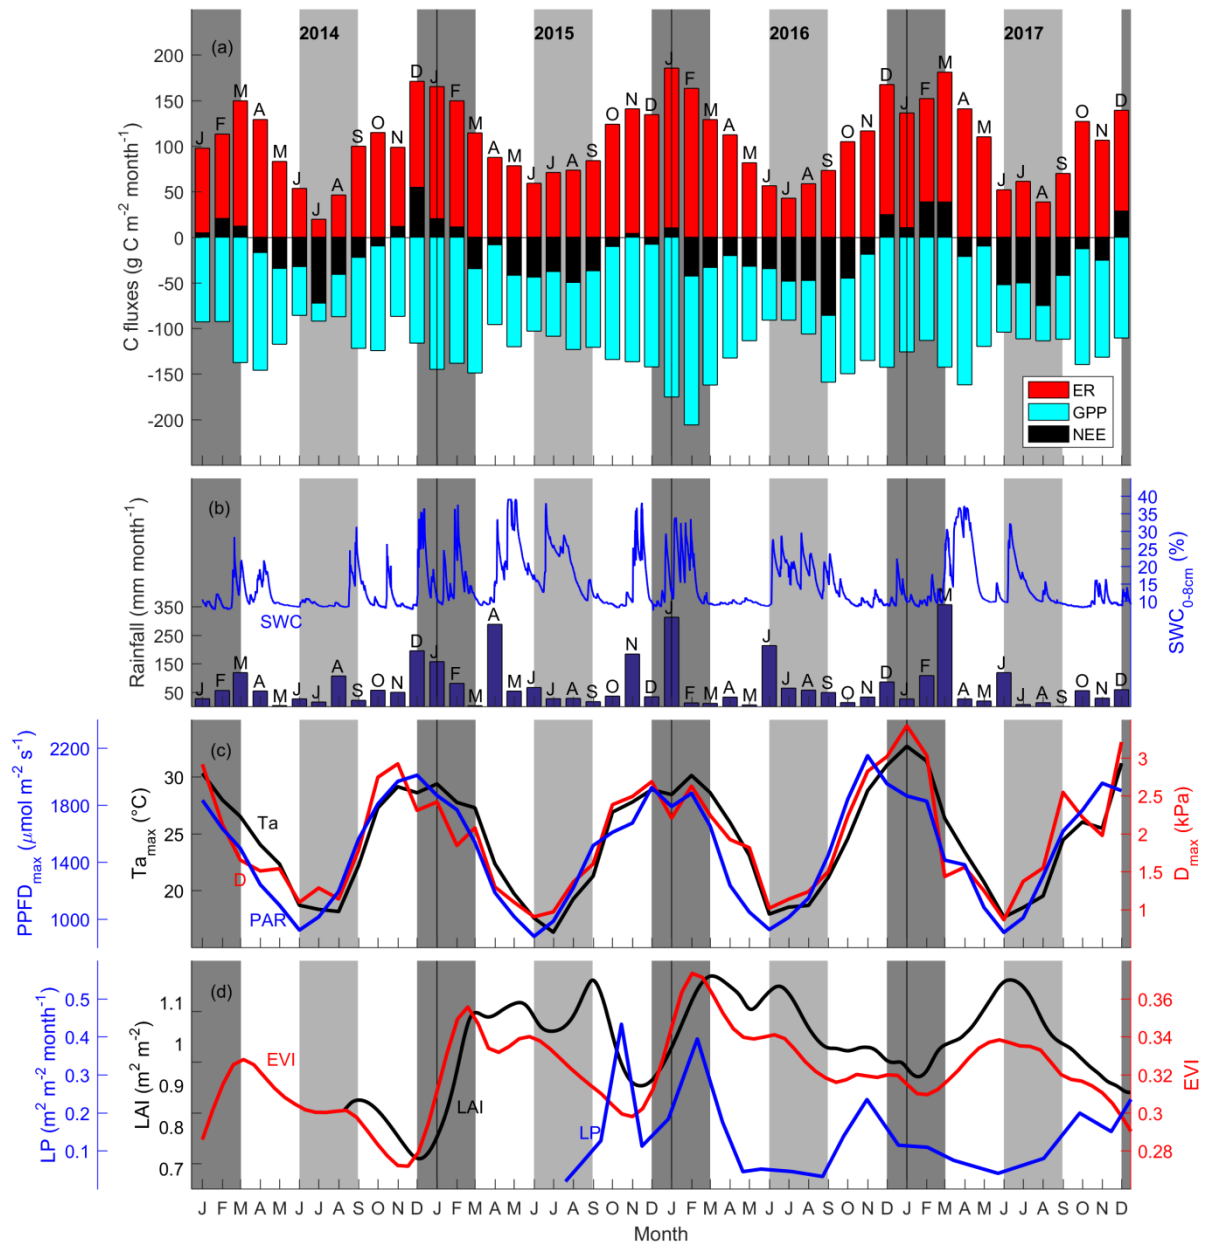 (a)
2014
2015
2016
2017
C fluxes (g C m-2 month-1)
200
150
100
50
0
-50
-100
-150
-200
J F M A M J J A S O N D J F M A M J J A S O N D J F M A M J J A S O N D J F M A M J J A S O N D
ER
GPP
NEE
(b)
Rainfall (mm month-1)
350
250
150
50
SWC
40
35
30
25
20
15
10
SWC0-8cm (%)
J F M A M J J A S O N D J F M A M J J A S O N D J F M A M J J A S O N D J F M A M J J A S O N D
(c)
PPFDmax (μmol m-2 s-1)
2200
1800
1400
1000
Tamax (°C)
30
25
20
Ta
D
PAR
3
2.5
2
1.5
1
Dmax (kPa)
(d)
LP (m2 m-2 month-1)
0.5
0.4
0.3
0.2
0.1
LAI (m2 m-2)
1.1
1
0.9
0.8
0.7
EVI
LAI
LP
0.36
0.34
0.32
0.3
0.28
EVI
J F M A M J J A S O N D J F M A M J J A S O N D J F M A M J J A S O N D J F M A M J J A S O N D
Month